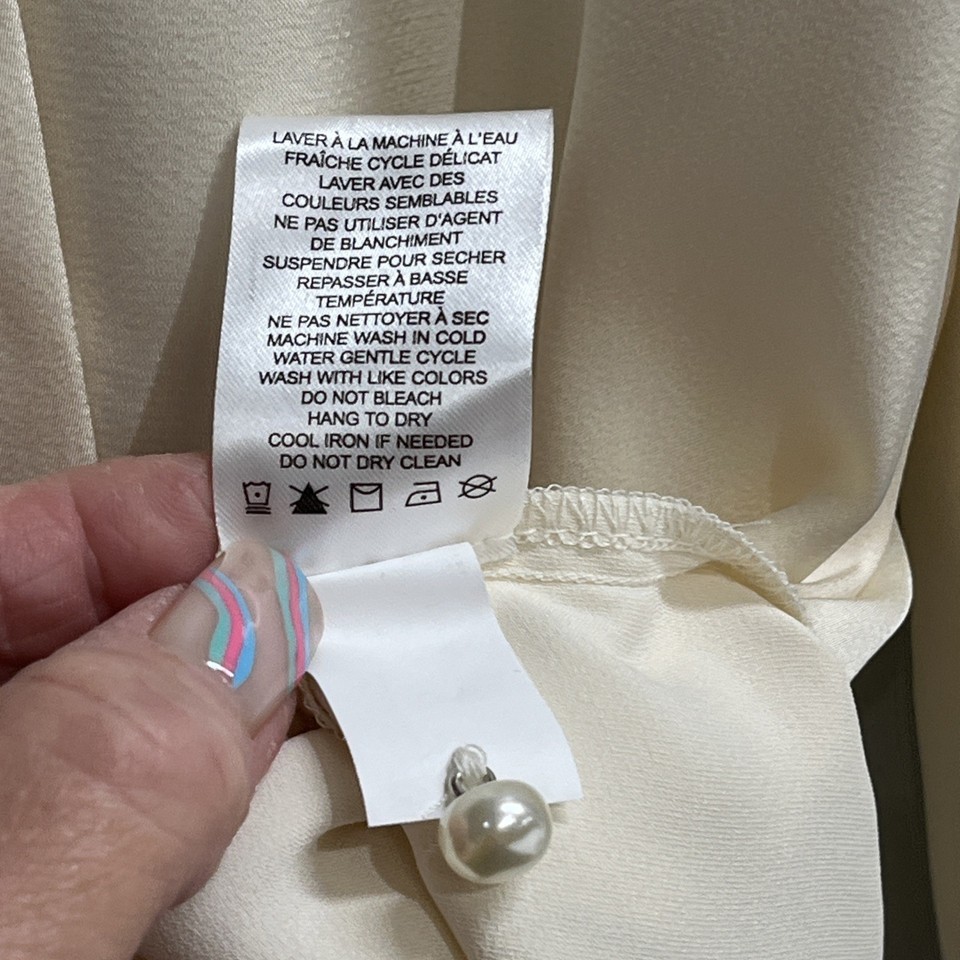 LAVER À LA MACHINE À L'EAU
FRAÎCHE CYCLE DÉLICAT
LAVER AVEC DES
COULEURS SEMBLABLES
NE PAS UTILISER D'AGENT
DE BLANCHIMENT
SUSPENDRE POUR SECHER
REPASSER À BASSE
TEMPÉRATURE
NE PAS NETTOYER À SEC
MACHINE WASH IN COLD
WATER GENTLE CYCLE
WASH WITH LIKE COLORS
DO NOT BLEACH
HANG TO DRY
COOL IRON IF NEEDED
DO NOT DRY CLEAN